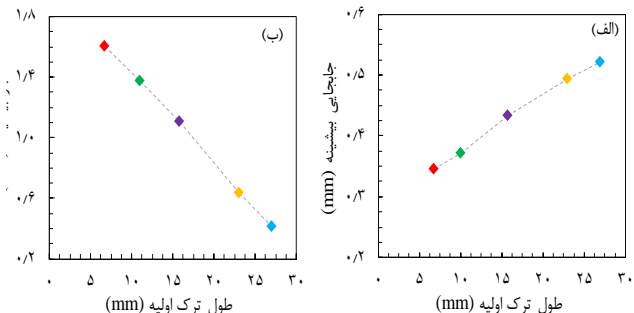 (الف)
۰٫۶
۰٫۵
۰٫۴
۰٫۳
۰٫۲
جابجایی بیشینه (mm)
۰ ۵ ۱۰ ۱۵ ۲۰ ۲۵ ۳۰
طول ترک اولیه (mm)
(ب)
۱٫۸
۱٫۴
۱٫۰
۰٫۶
۰٫۲
۰ ۵ ۱۰ ۱۵ ۲۰ ۲۵ ۳۰
طول ترک اولیه (mm)